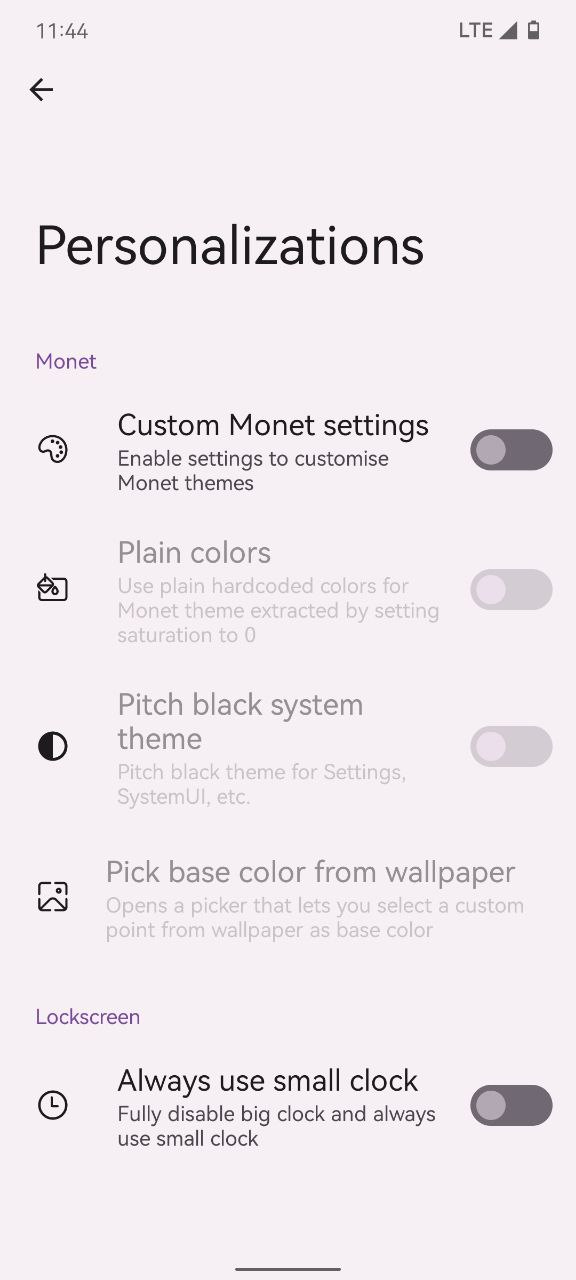 11:44
LTE
Personalizations
Monet
Custom Monet settings
Enable settings to customise
Monet themes
Plain colors
Use plain hardcoded colors for
Monet theme extracted by setting
saturation to 0
Pitch black system
theme
Pitch black theme for Settings,
SystemUI, etc.
Pick base color from wallpaper
Opens a picker that lets you select a custom
point from wallpaper as base color
Lockscreen
Always use small clock
Fully disable big clock and always
use small clock